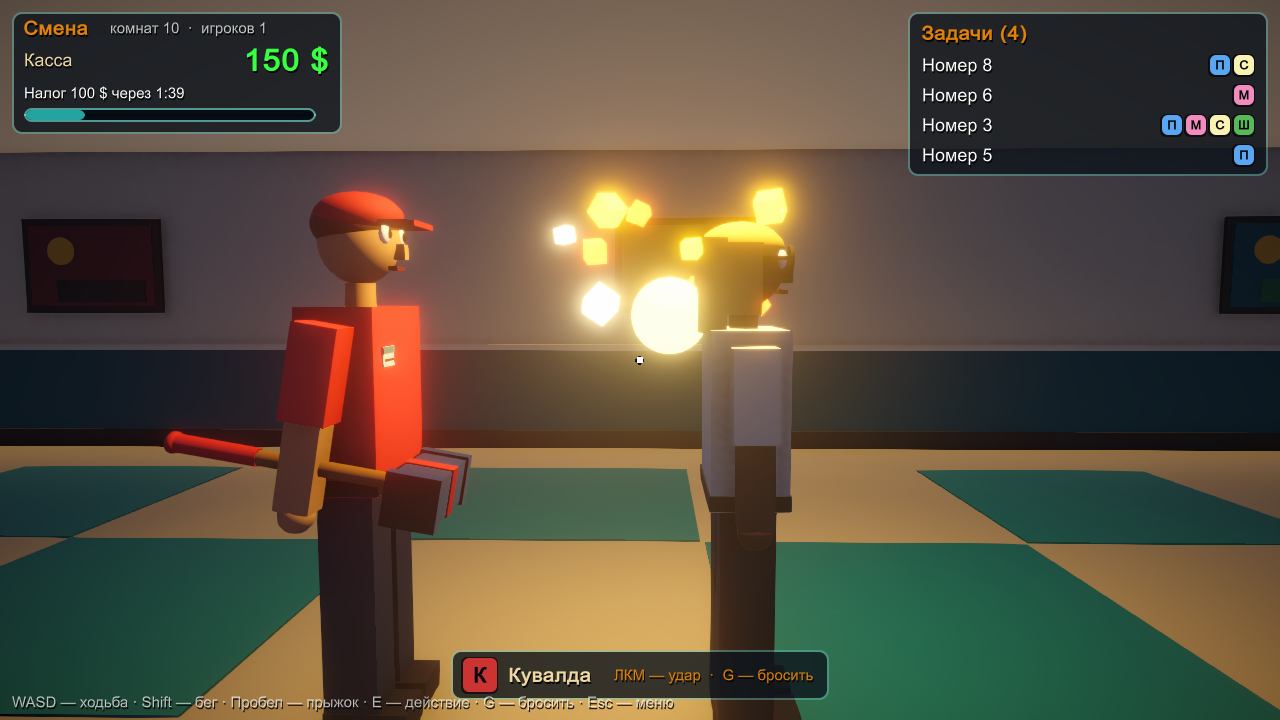 Смена комнат 10 · игроков 1
Касса 150 $
Налог 100 $ через 1:39
Задачи (4)
Номер 8 П С
Номер 6 М
Номер 3 П М С Ш
Номер 5 П
К Кувалда ЛКМ — удар · G — бросить
WASD — ходьба · Shift — бег · Пробел — прыжок · E — действие · G — бросить · Esc — меню